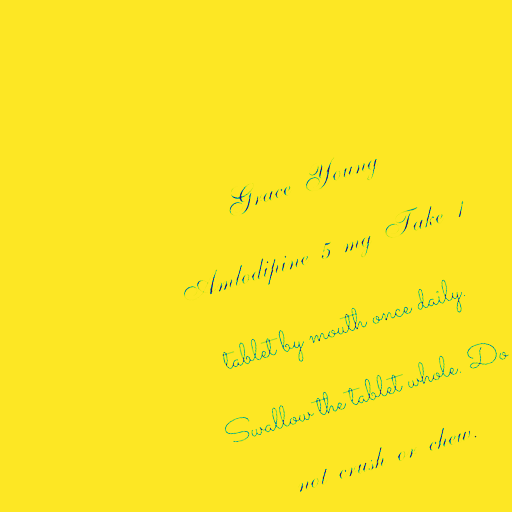 Grace Young
Amlodipine 5 mg Take 1
tablet by mouth once daily.
Swallow the tablet whole. Do
not crush or chew.